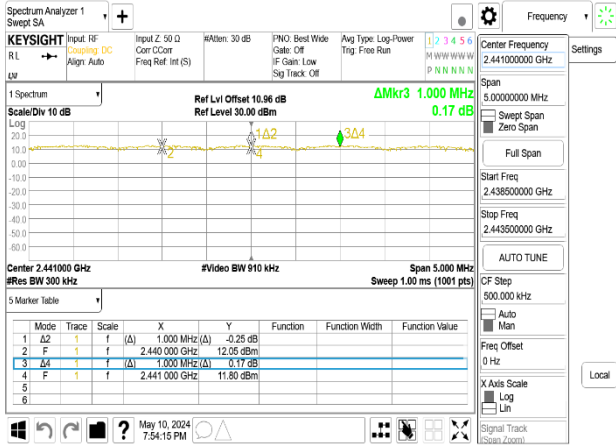 Spectrum Analyzer 1
Swept SA
Frequency
KEYSIGHT
RL
Input: RF
Coupling: DC
Align: Auto
Input Z: 50 Ω
Corr CCorr
Freq Ref: Int (S)
#Atten: 30 dB
PNO: Best Wide
Gate: Off
IF Gain: Low
Sig Track: Off
Avg Type: Log-Power
Trig: Free Run
1 2 3 4 5 6
M W W W W W
P N N N N N
1 Spectrum
Scale/Div 10 dB
Ref Lvl Offset 10.96 dB
Ref Level 30.00 dBm
ΔMkr3 1.000 MHz
0.17 dB
Log
20.0
10.0
0.00
-10.0
-20.0
-30.0
-40.0
-50.0
-60.0
2
1Δ2
4
3Δ4
Center 2.441000 GHz
#Res BW 300 kHz
#Video BW 910 kHz
Span 5.000 MHz
Sweep 1.00 ms (1001 pts)
5 Marker Table
Mode Trace Scale X Y Function Function Width Function Value
1 Δ2 1 f (Δ) 1.000 MHz (Δ) -0.25 dB
2 F 1 f 2.440 000 GHz 12.05 dBm
3 Δ4 1 f (Δ) 1.000 MHz (Δ) 0.17 dB
4 F 1 f 2.441 000 GHz 11.80 dBm
5
6
May 10, 2024
7:54:15 PM
Center Frequency
2.441000000 GHz
Span
5.00000000 MHz
Swept Span
Zero Span
Full Span
Start Freq
2.438500000 GHz
Stop Freq
2.443500000 GHz
AUTO TUNE
CF Step
500.000 kHz
Auto
Man
Freq Offset
0 Hz
X Axis Scale
Log
Lin
Signal Track
(Span Zoom)
Settings
Local